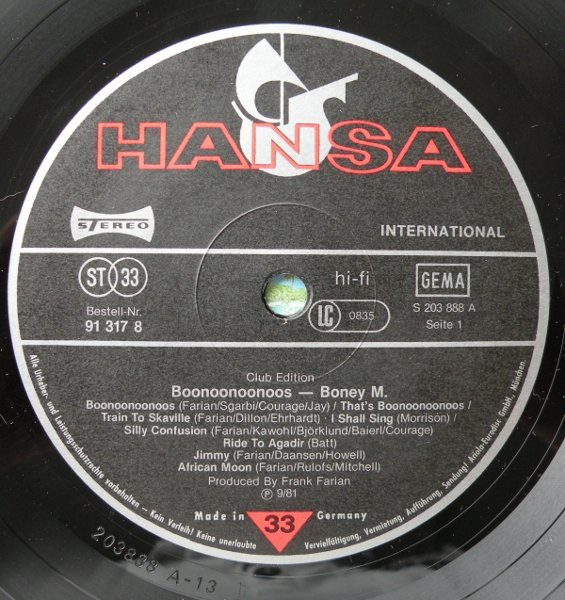 HANSA
STEREO
INTERNATIONAL
ST 33
hi-fi
GEMA
Bestell-Nr.
91 317 8
LC 0835
S 203 888 A
Seite 1
Club Edition
Boonoonoonoos — Boney M.
Boonoonoonoos (Farian/Sgarbi/Courage/Jay) / That's Boonoonoonoos /
Train To Skaville (Farian/Dillon/Ehrhardt) · I Shall Sing (Morrisón) /
Silly Confusion (Farian/Kawohl/Björklund/Baierl/Courage)
Ride To Agadir (Batt)
Jimmy (Farian/Daansen/Howell)
African Moon (Farian/Rulofs/Mitchell)
Produced By Frank Farian
Ⓟ 9/81
Made in 33 Germany
Alle Urheber- und Leistungsschutzrechte vorbehalten – Kein Verleih! Keine unerlaubte Vervielfältigung, Vermietung, Aufführung, Sendung! Ariola-Eurodisc GmbH, München.
203888 A-13